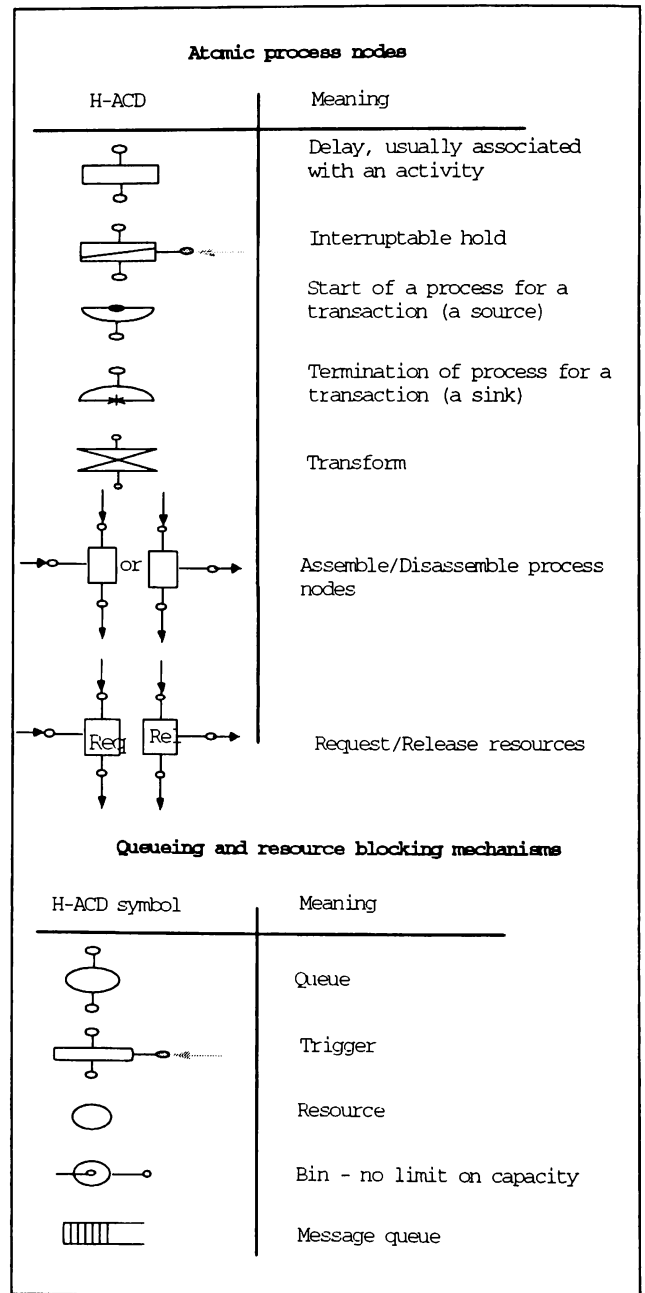 Atomic process nodes
H-ACD Meaning
Delay, usually associated
with an activity
Interruptable hold
Start of a process for a
transaction (a source)
Termination of process for a
transaction (a sink)
Transform
or
Assemble/Disassemble process
nodes
Req Rel
Request/Release resources
Queueing and resource blocking mechanisms
H-ACD symbol Meaning
Queue
Trigger
Resource
Bin - no limit on capacity
Message queue